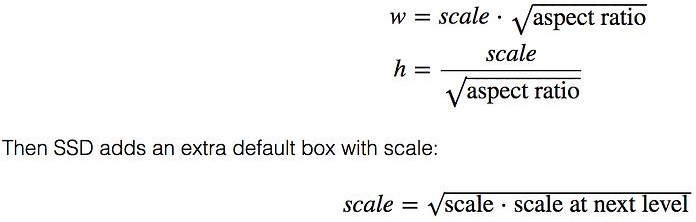 w = scale · √aspect ratio
h = scale / √aspect ratio
Then SSD adds an extra default box with scale:
scale = √scale · scale at next level